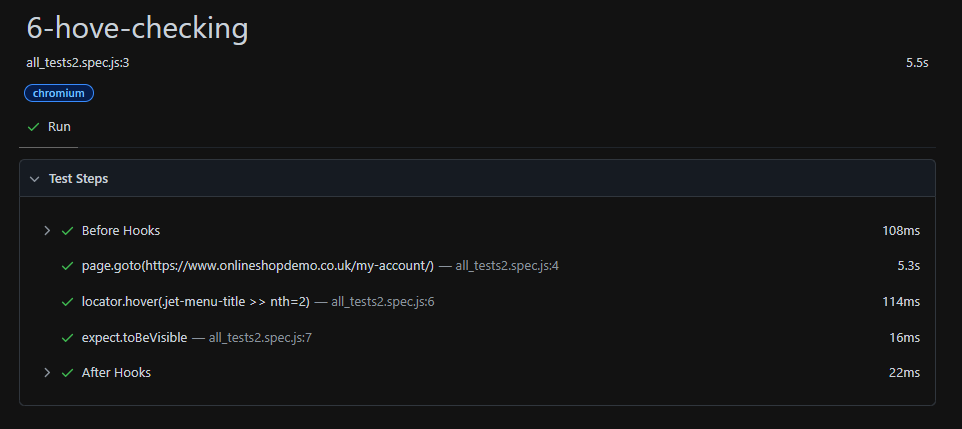 6-hove-checking
all_tests2.spec.js:3 5.5s
chromium
Run
Test Steps
Before Hooks 108ms
page.goto(https://www.onlineshopdemo.co.uk/my-account/) — all_tests2.spec.js:4 5.3s
locator.hover(.jet-menu-title >> nth=2) — all_tests2.spec.js:6 114ms
expect.toBeVisible — all_tests2.spec.js:7 16ms
After Hooks 22ms